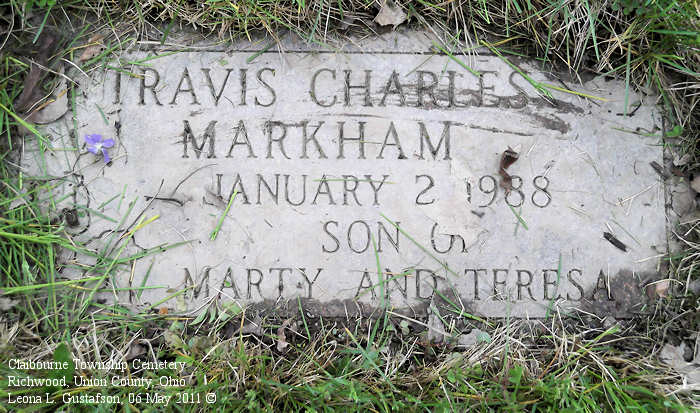 TRAVIS CHARLES
MARKHAM
JANUARY 2 1988
SON OF
MARTY AND TERESA
Claibourne Township Cemetery
Richwood, Union County, Ohio
Leona L. Gustafson, 06 May 2011 ©